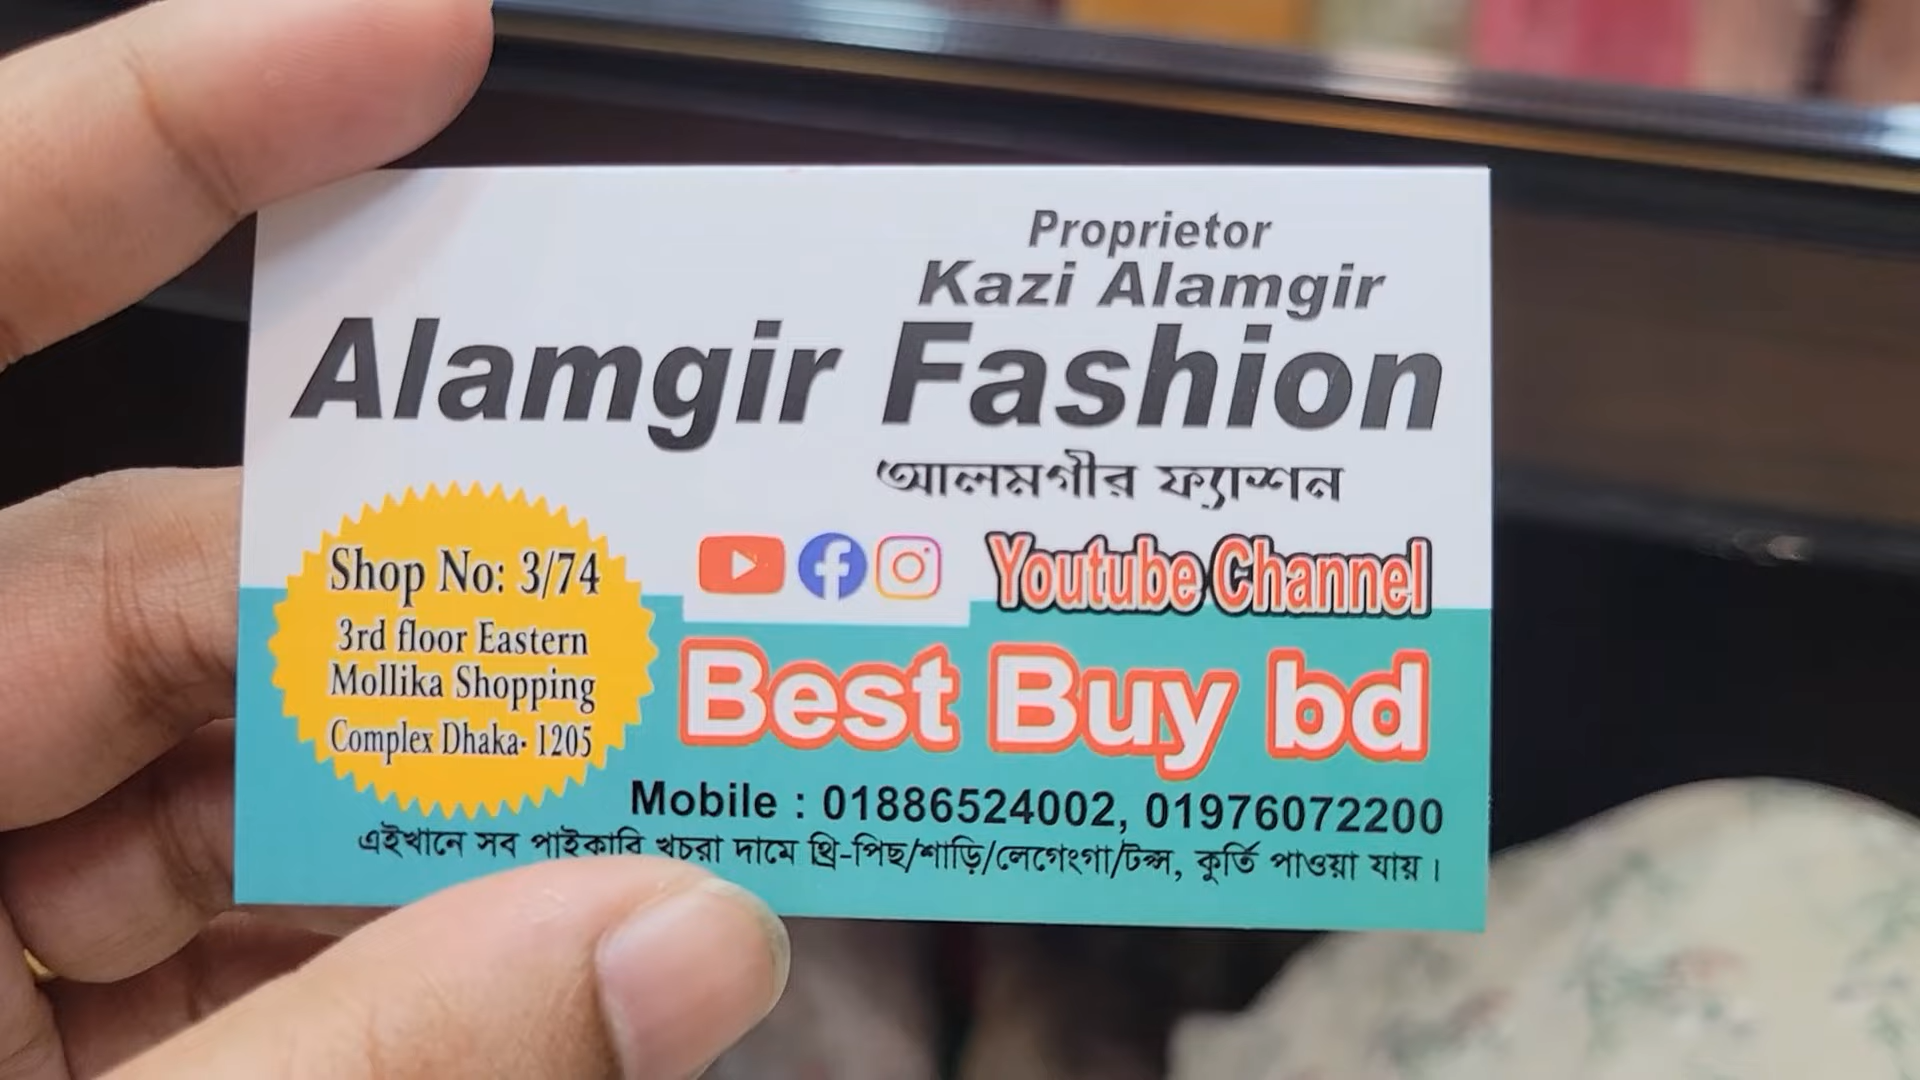 Proprietor
Kazi Alamgir
Alamgir Fashion
আলমগীর ফ্যাশন
Youtube Channel
Best Buy bd
Shop No: 3/74
3rd floor Eastern
Mollika Shopping
Complex Dhaka- 1205
Mobile : 01886524002, 01976072200
এইখানে সব পাইকারি খচরা দামে থ্রি-পিছ/শাড়ি/লেগেংগা/টপ্স, কুর্তি পাওয়া যায়।